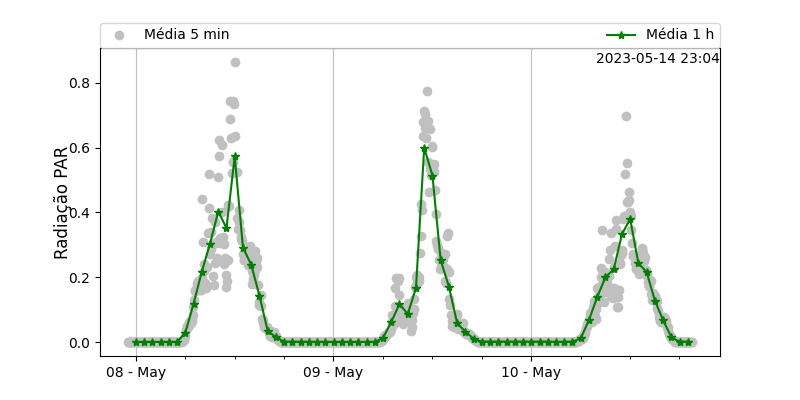 Média 5 min
Média 1 h
2023-05-14 23:04
Radiação PAR
0.8
0.6
0.4
0.2
0.0
08 - May
09 - May
10 - May